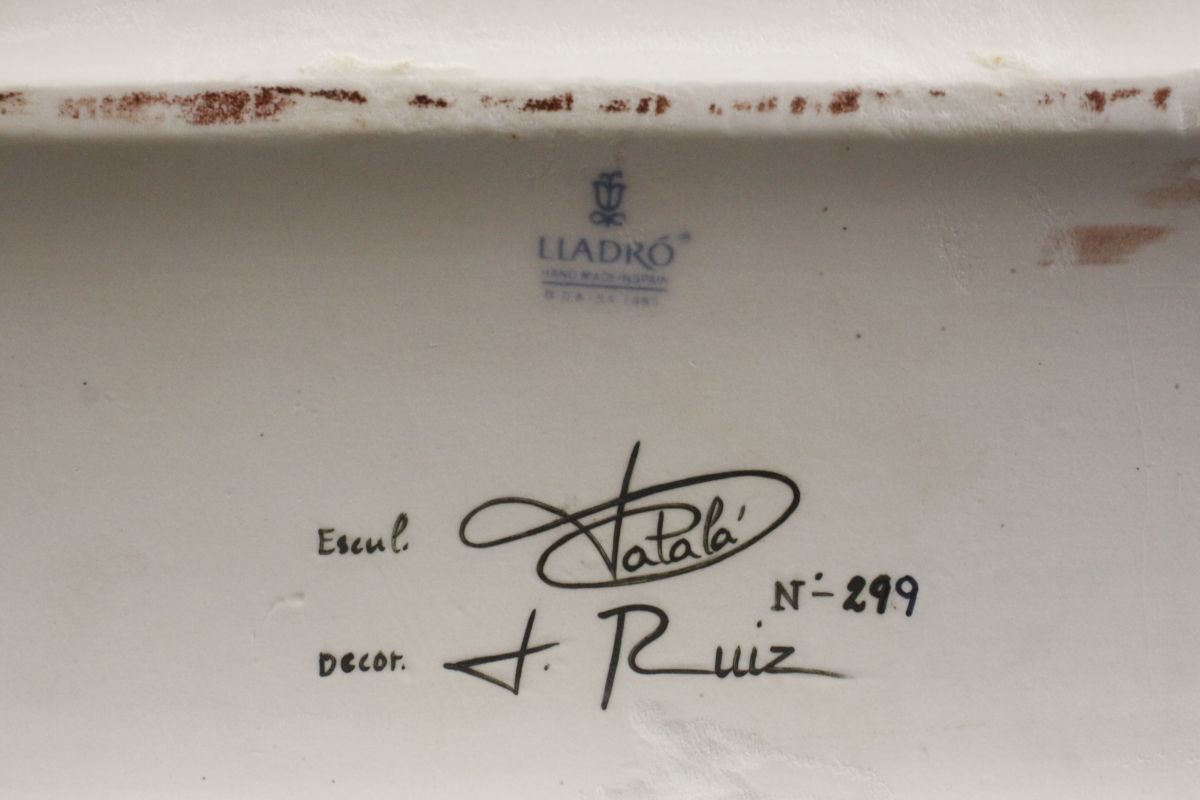 LLADRÓ
HAND MADE IN SPAIN
Escul. Catalá
N·-299
Decor. J. Ruiz